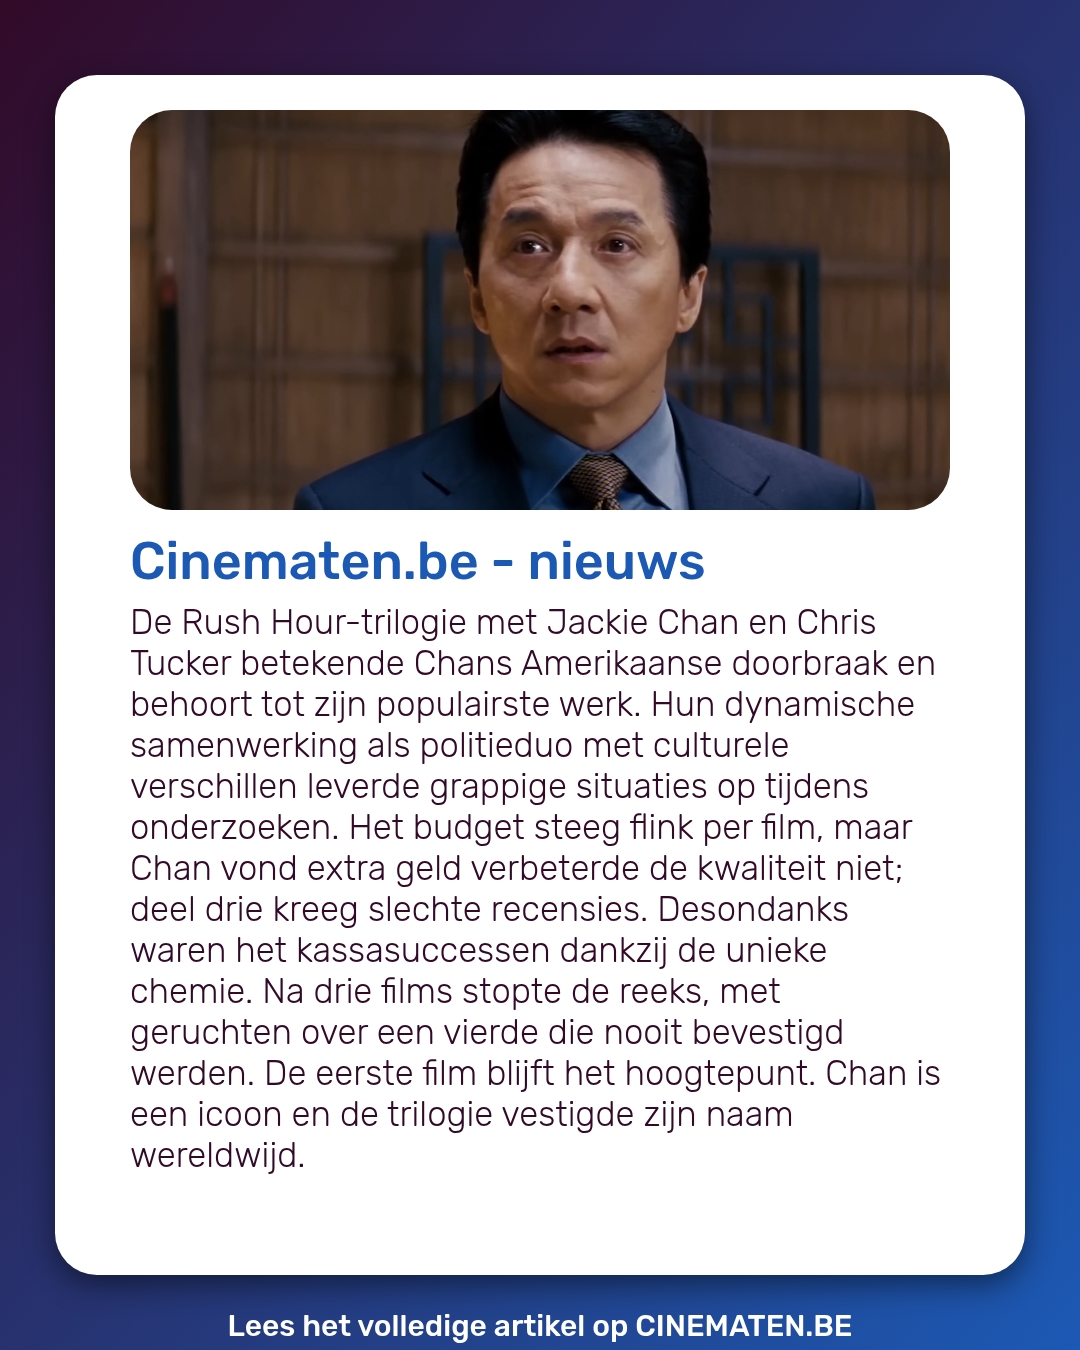 Cinematen.be - nieuws
De Rush Hour-trilogie met Jackie Chan en Chris
Tucker betekende Chans Amerikaanse doorbraak en
behoort tot zijn populairste werk. Hun dynamische
samenwerking als politieduo met culturele
verschillen leverde grappige situaties op tijdens
onderzoeken. Het budget steeg flink per film, maar
Chan vond extra geld verbeterde de kwaliteit niet;
deel drie kreeg slechte recensies. Desondanks
waren het kassasuccessen dankzij de unieke
chemie. Na drie films stopte de reeks, met
geruchten over een vierde die nooit bevestigd
werden. De eerste film blijft het hoogtepunt. Chan is
een icoon en de trilogie vestigde zijn naam
wereldwijd.
Lees het volledige artikel op CINEMATEN.BE